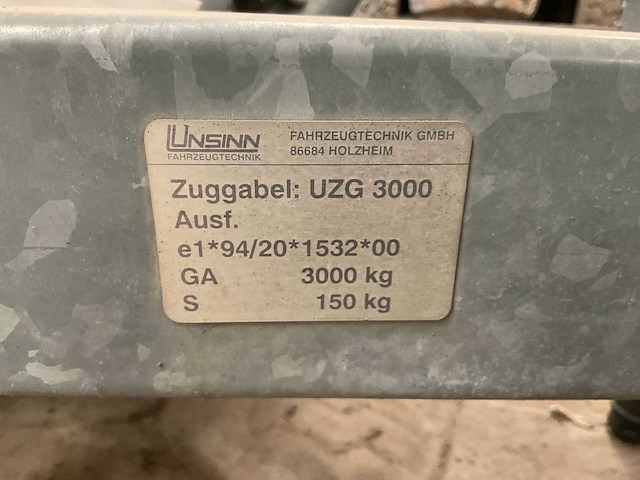 UNSINN
FAHRZEUGTECHNIK
FAHRZEUGTECHNIK GMBH
86684 HOLZHEIM
Zuggabel: UZG 3000
Ausf.
e1*94/20*1532*00
GA 3000 kg
S 150 kg